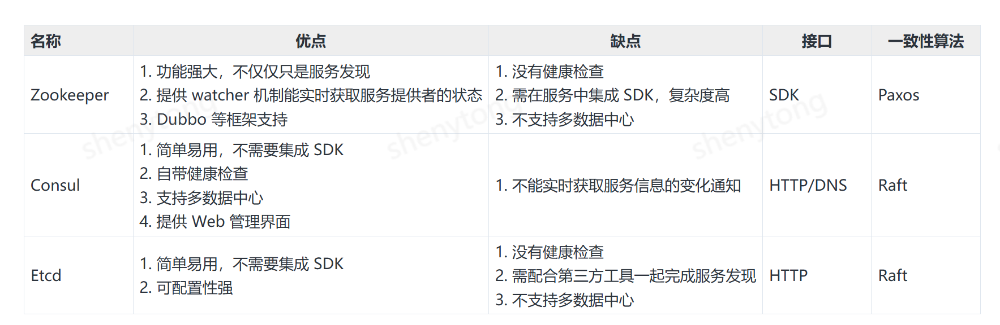 名称 优点 缺点 接口 一致性算法
Zookeeper
1. 功能强大，不仅仅只是服务发现
2. 提供 watcher 机制能实时获取服务提供者的状态
3. Dubbo 等框架支持
1. 没有健康检查
2. 需在服务中集成 SDK，复杂度高
3. 不支持多数据中心
SDK
Paxos
Consul
1. 简单易用，不需要集成 SDK
2. 自带健康检查
3. 支持多数据中心
4. 提供 Web 管理界面
1. 不能实时获取服务信息的变化通知
HTTP/DNS
Raft
Etcd
1. 简单易用，不需要集成 SDK
2. 可配置性强
1. 没有健康检查
2. 需配合第三方工具一起完成服务发现
3. 不支持多数据中心
HTTP
Raft
shenytong
shenytong
shenytong